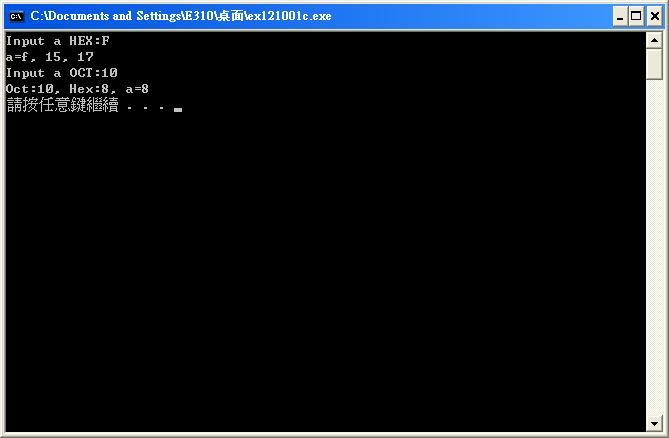 C:\Documents and Settings\E310\桌面\ex121001c.exe
Input a HEX:F
a=f, 15, 17
Input a OCT:10
Oct:10, Hex:8, a=8
請按任意鍵繼續 . . .